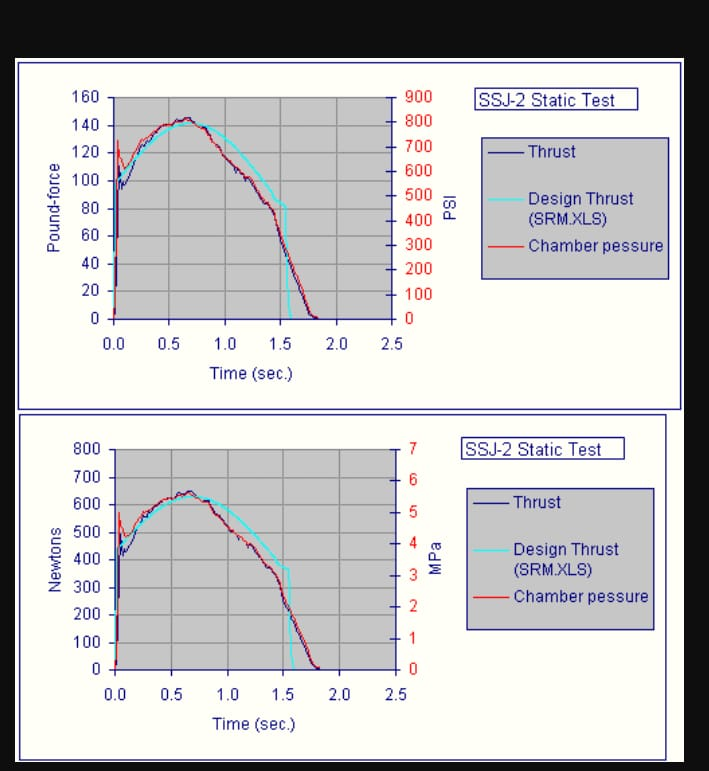 SSJ-2 Static Test
160
140
120
100
80
60
40
20
0
Pound-force
900
800
700
600
500
400
300
200
100
0
PSI
0.0 0.5 1.0 1.5 2.0 2.5
Time (sec.)
Thrust
Design Thrust
(SRM.XLS)
Chamber pessure
SSJ-2 Static Test
800
700
600
500
400
300
200
100
0
Newtons
7
6
5
4
3
2
1
0
MPa
0.0 0.5 1.0 1.5 2.0 2.5
Time (sec.)
Thrust
Design Thrust
(SRM.XLS)
Chamber pessure